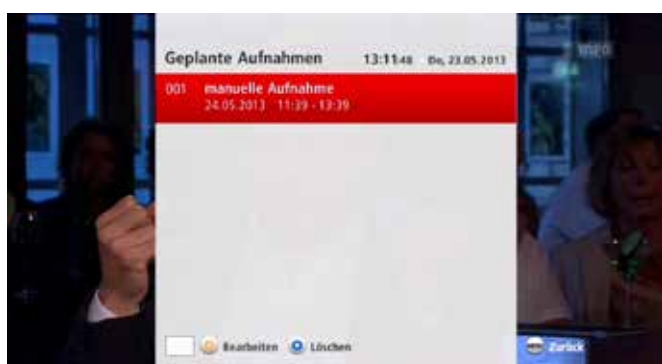 Geplante Aufnahmen 13:11:48 Do, 23.05.2013
001 manuelle Aufnahme
24.05.2013 11:39 - 13:39
Bearbeiten Löschen
Zurück